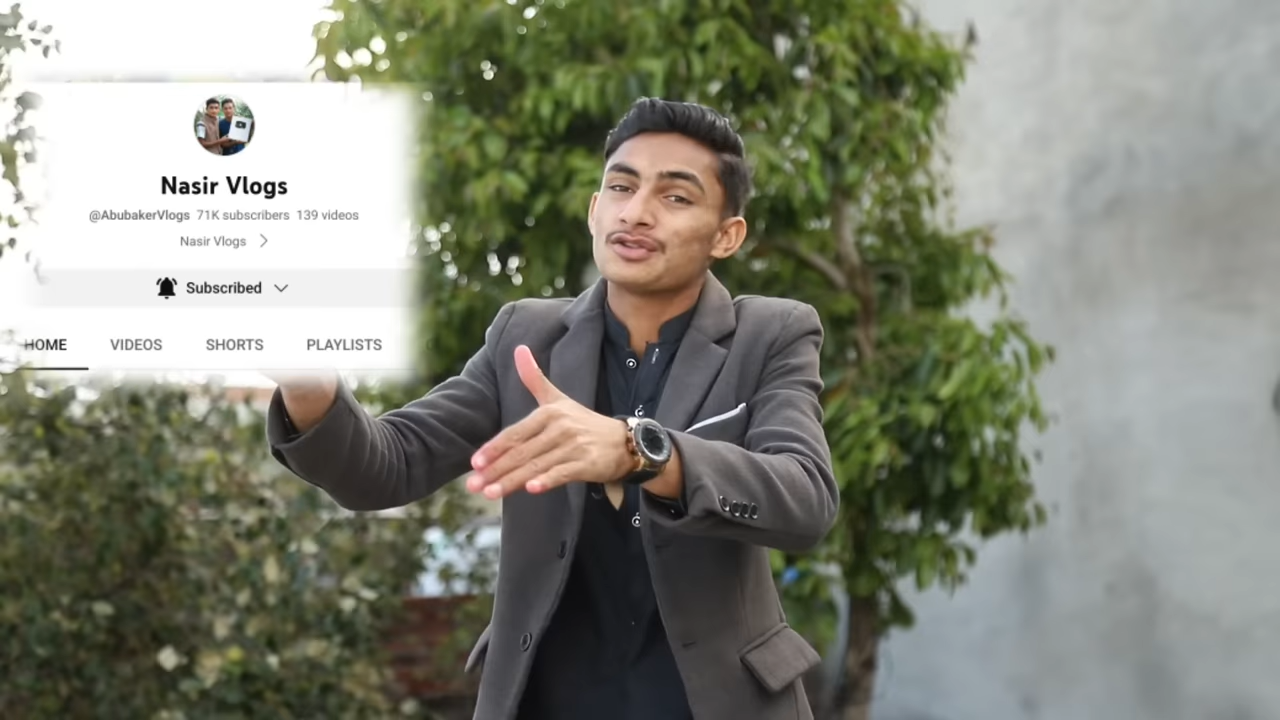 Nasir Vlogs
@AbubakerVlogs 71K subscribers 139 videos
Nasir Vlogs
Subscribed
HOME VIDEOS SHORTS PLAYLISTS